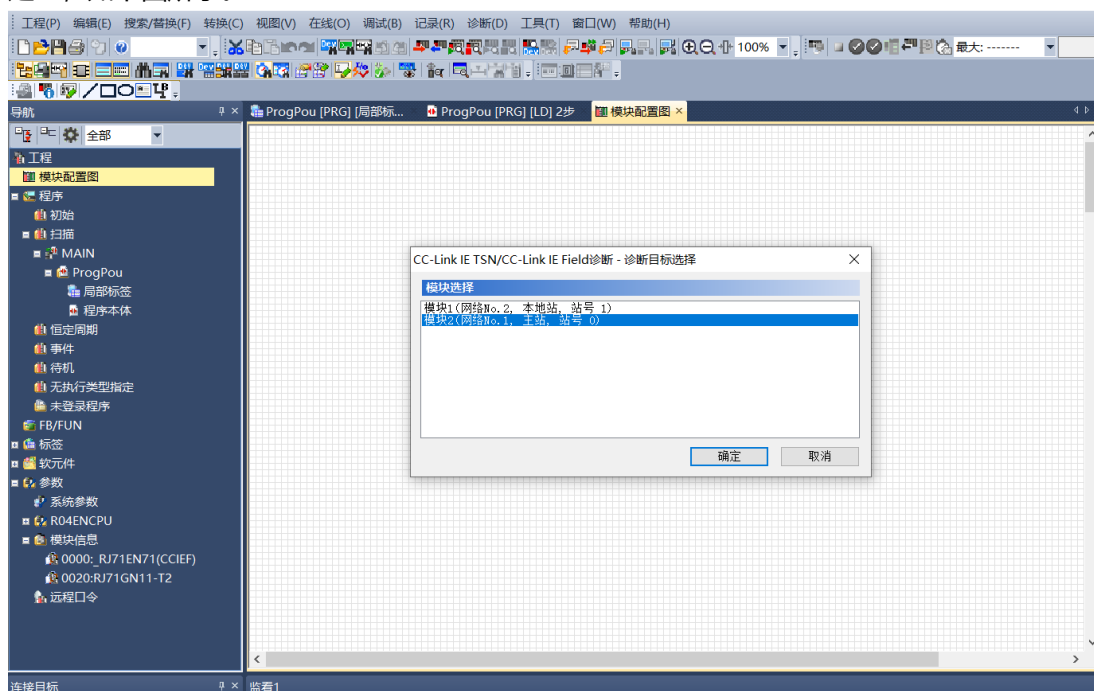 工程(P) 编辑(E) 搜索/替换(F) 转换(C) 视图(V) 在线(O) 调试(B) 记录(R) 诊断(D) 工具(T) 窗口(W) 帮助(H)
100%
最大: -------
导航
ProgPou [PRG] [局部标...
ProgPou [PRG] [LD] 2步
模块配置图
全部
工程
模块配置图
程序
初始
扫描
MAIN
ProgPou
局部标签
程序本体
恒定周期
事件
待机
无执行类型指定
未登录程序
FB/FUN
标签
软元件
参数
系统参数
R04ENCPU
模块信息
0000:_RJ71EN71(CCIEF)
0020:RJ71GN11-T2
远程口令
CC-Link IE TSN/CC-Link IE Field诊断 - 诊断目标选择
模块选择
模块1(网络No.2, 本地站, 站号 1)
模块2(网络No.1, 主站, 站号 0)
确定
取消
连接目标
监看1